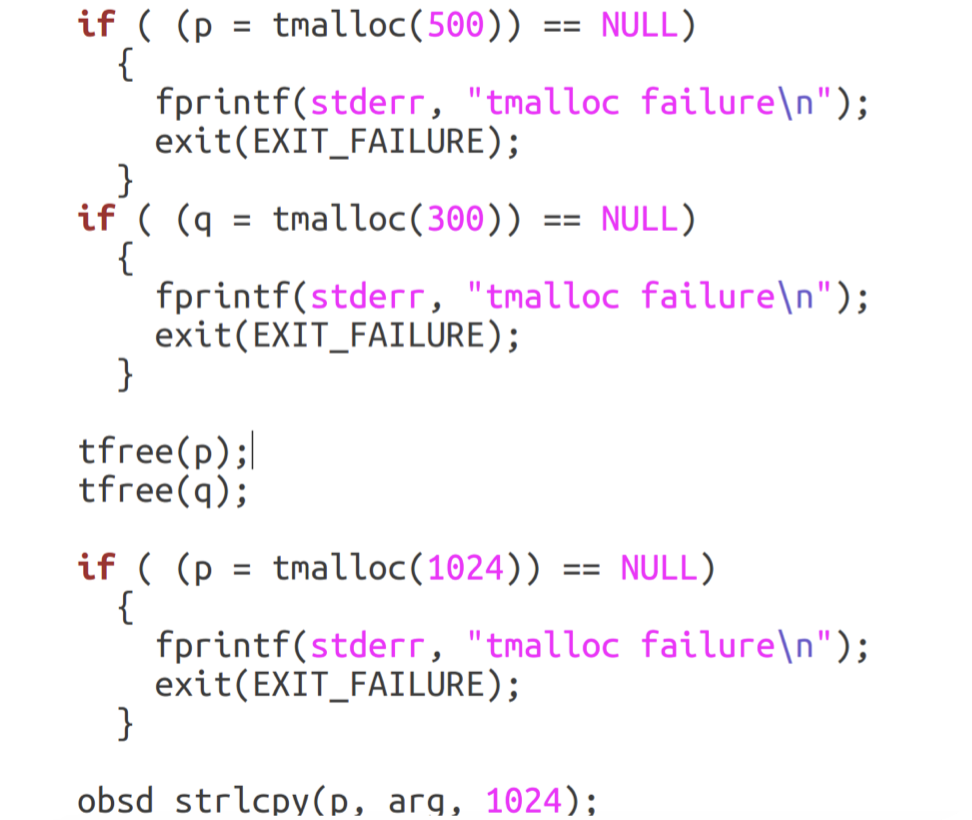 if ( (p = tmalloc(500)) == NULL)
{
fprintf(stderr, "tmalloc failure\n");
exit(EXIT_FAILURE);
}
if ( (q = tmalloc(300)) == NULL)
{
fprintf(stderr, "tmalloc failure\n");
exit(EXIT_FAILURE);
}
tfree(p);
tfree(q);
if ( (p = tmalloc(1024)) == NULL)
{
fprintf(stderr, "tmalloc failure\n");
exit(EXIT_FAILURE);
}
obsd strlcpy(p, arg, 1024);